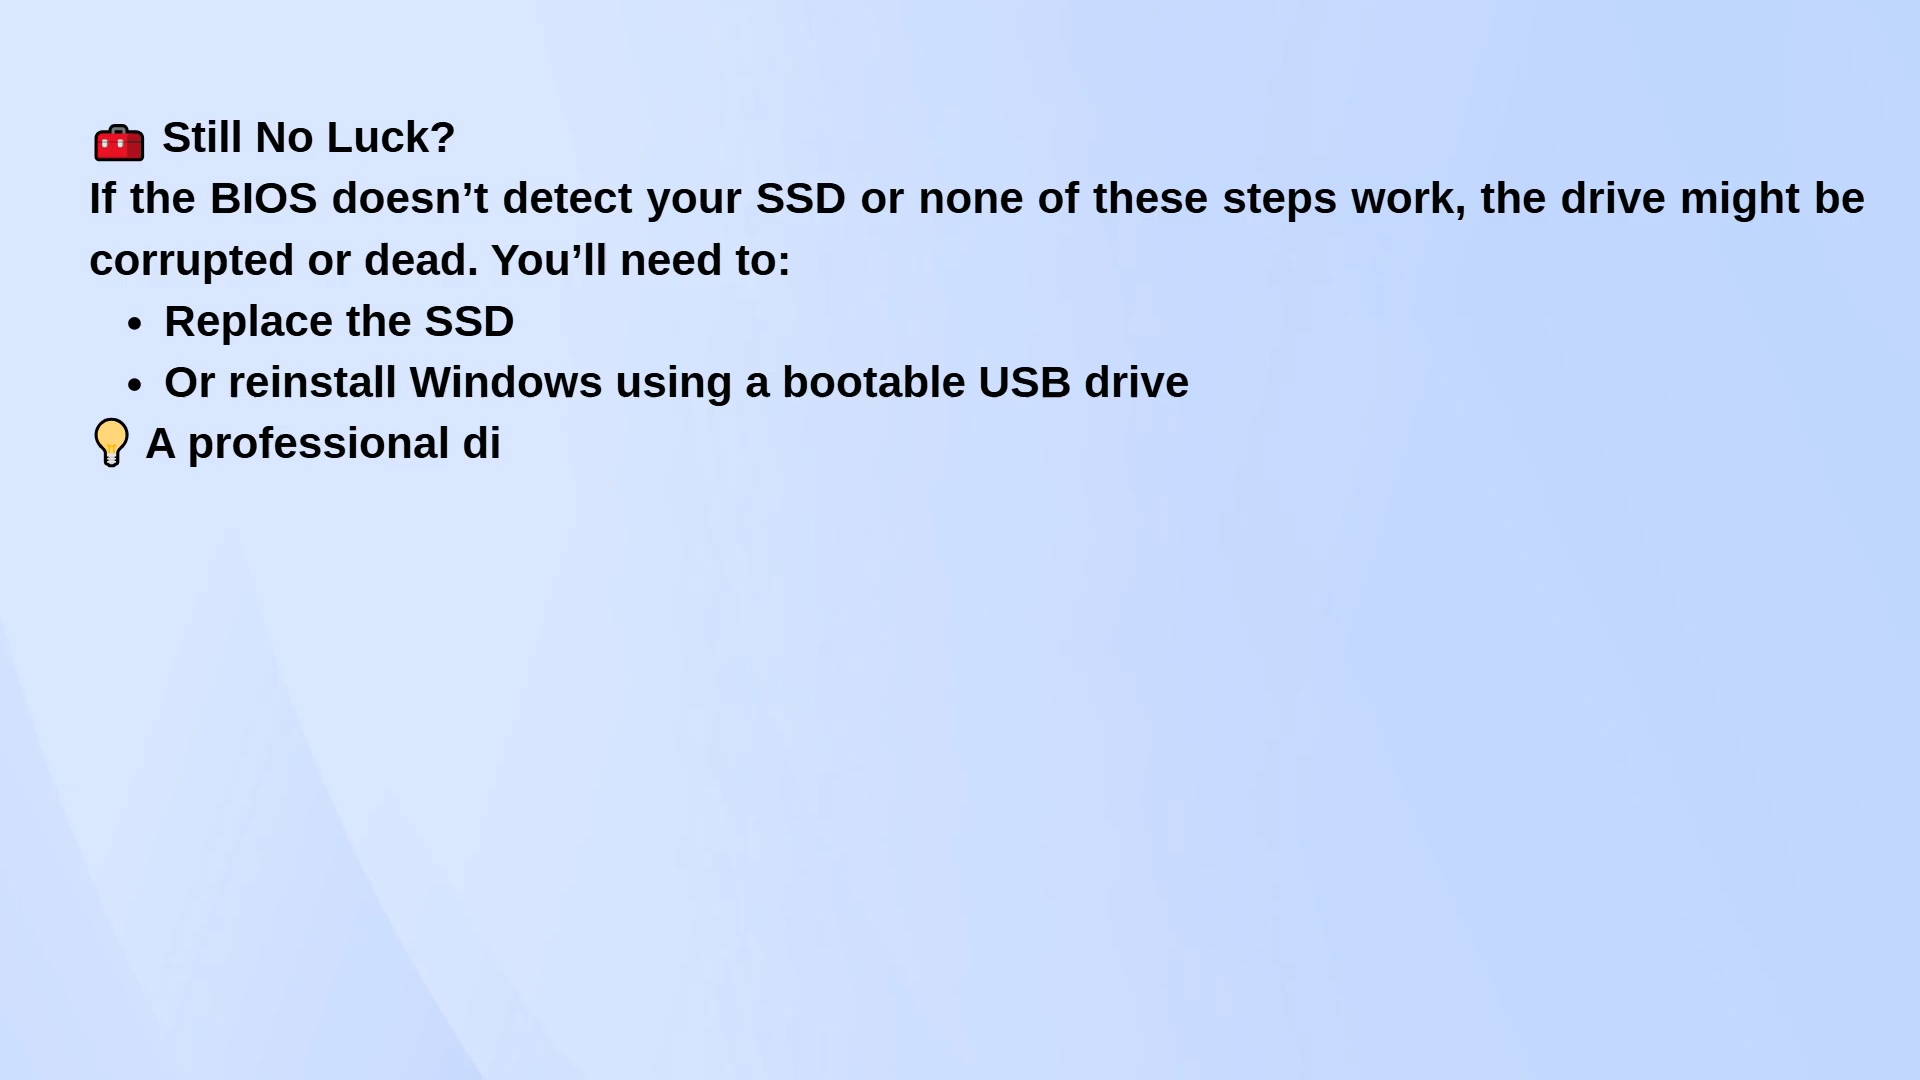 🧰 Still No Luck?
If the BIOS doesn’t detect your SSD or none of these steps work, the drive might be
corrupted or dead. You’ll need to:
• Replace the SSD
• Or reinstall Windows using a bootable USB drive
💡 A professional di